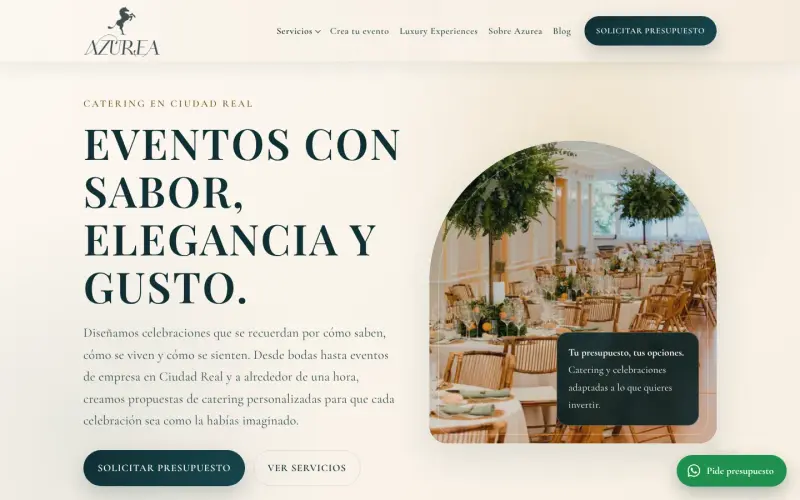 AZUREA
Servicios
Crea tu evento
Luxury Experiences
Sobre Azurea
Blog
SOLICITAR PRESUPUESTO
CATERING EN CIUDAD REAL
EVENTOS CON
SABOR,
ELEGANCIA Y
GUSTO.
Diseñamos celebraciones que se recuerdan por cómo saben,
cómo se viven y cómo se sienten. Desde bodas hasta eventos
de empresa en Ciudad Real y a alrededor de una hora,
creamos propuestas de catering personalizadas para que cada
celebración sea como la habías imaginado.
SOLICITAR PRESUPUESTO
VER SERVICIOS
Tu presupuesto, tus opciones.
Catering y celebraciones
adaptadas a lo que quieres
invertir.
Pide presupuesto